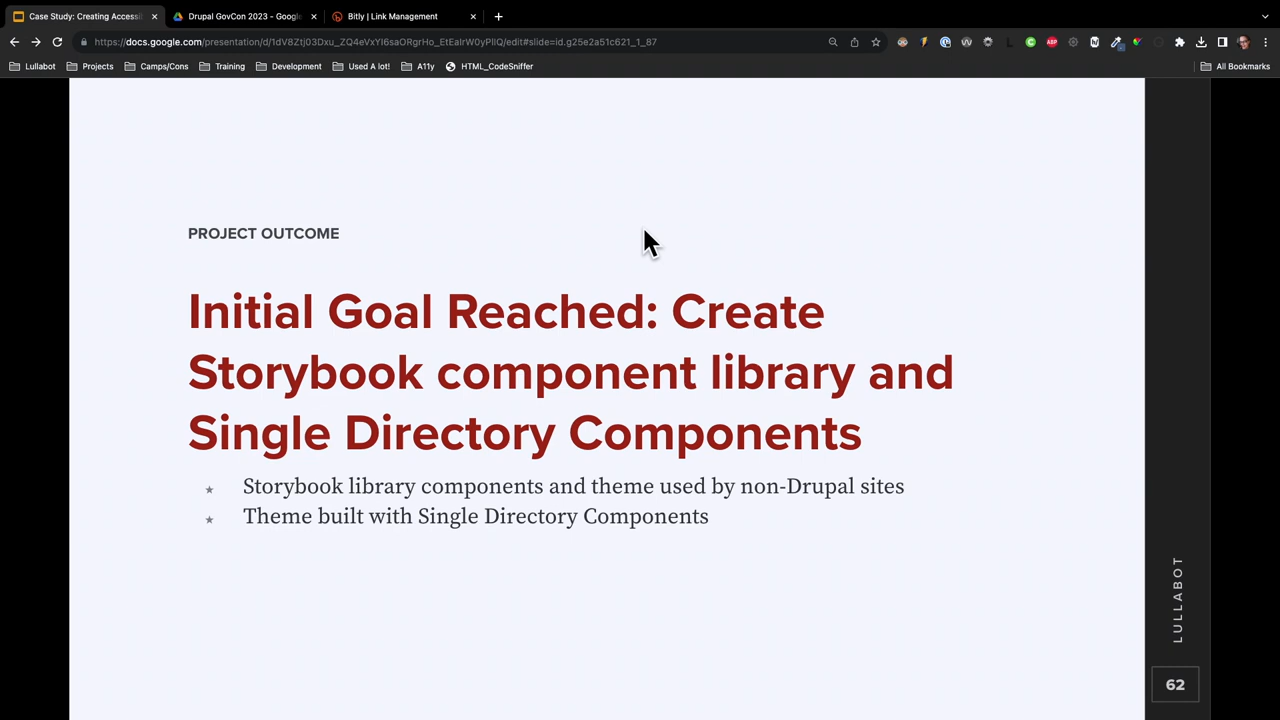 Case Study: Creating Accessi
Drupal GovCon 2023 - Google
Bitly | Link Management
https://docs.google.com/presentation/d/1dV8Ztj03Dxu_ZQ4eVxYI6saORgrHo_EtEaIrW0yPIIQ/edit#slide=id.g25e2a51c621_1_87
Lullabot
Projects
Camps/Cons
Training
Development
Used A lot!
A11y
HTML_CodeSniffer
All Bookmarks
PROJECT OUTCOME
Initial Goal Reached: Create
Storybook component library and
Single Directory Components
Storybook library components and theme used by non-Drupal sites
Theme built with Single Directory Components
LULLABOT
62